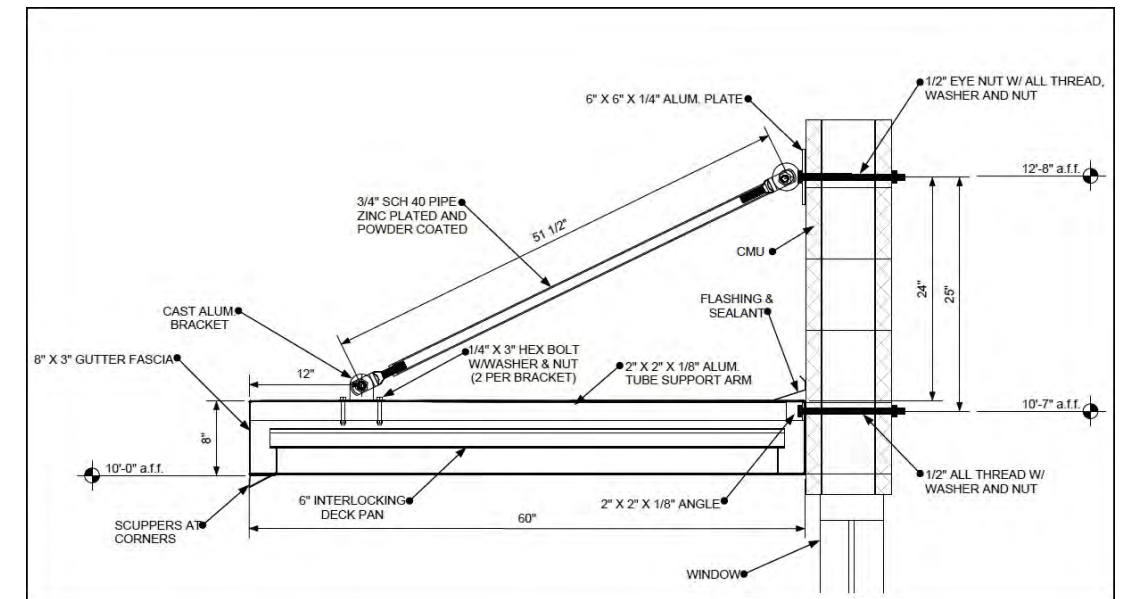 1/2" EYE NUT W/ ALL THREAD,
WASHER AND NUT
6" X 6" X 1/4" ALUM. PLATE
12'-8" a.f.f.
3/4" SCH 40 PIPE
ZINC PLATED AND
POWDER COATED
51 1/2"
CMU
24"
25"
FLASHING &
SEALANT
CAST ALUM.
BRACKET
1/4" X 3" HEX BOLT
W/WASHER & NUT
(2 PER BRACKET)
8" X 3" GUTTER FASCIA
12"
2" X 2" X 1/8" ALUM.
TUBE SUPPORT ARM
10'-7" a.f.f.
8"
10'-0" a.f.f.
1/2" ALL THREAD W/
WASHER AND NUT
6" INTERLOCKING
DECK PAN
2" X 2" X 1/8" ANGLE
60"
SCUPPERS AT
CORNERS
WINDOW